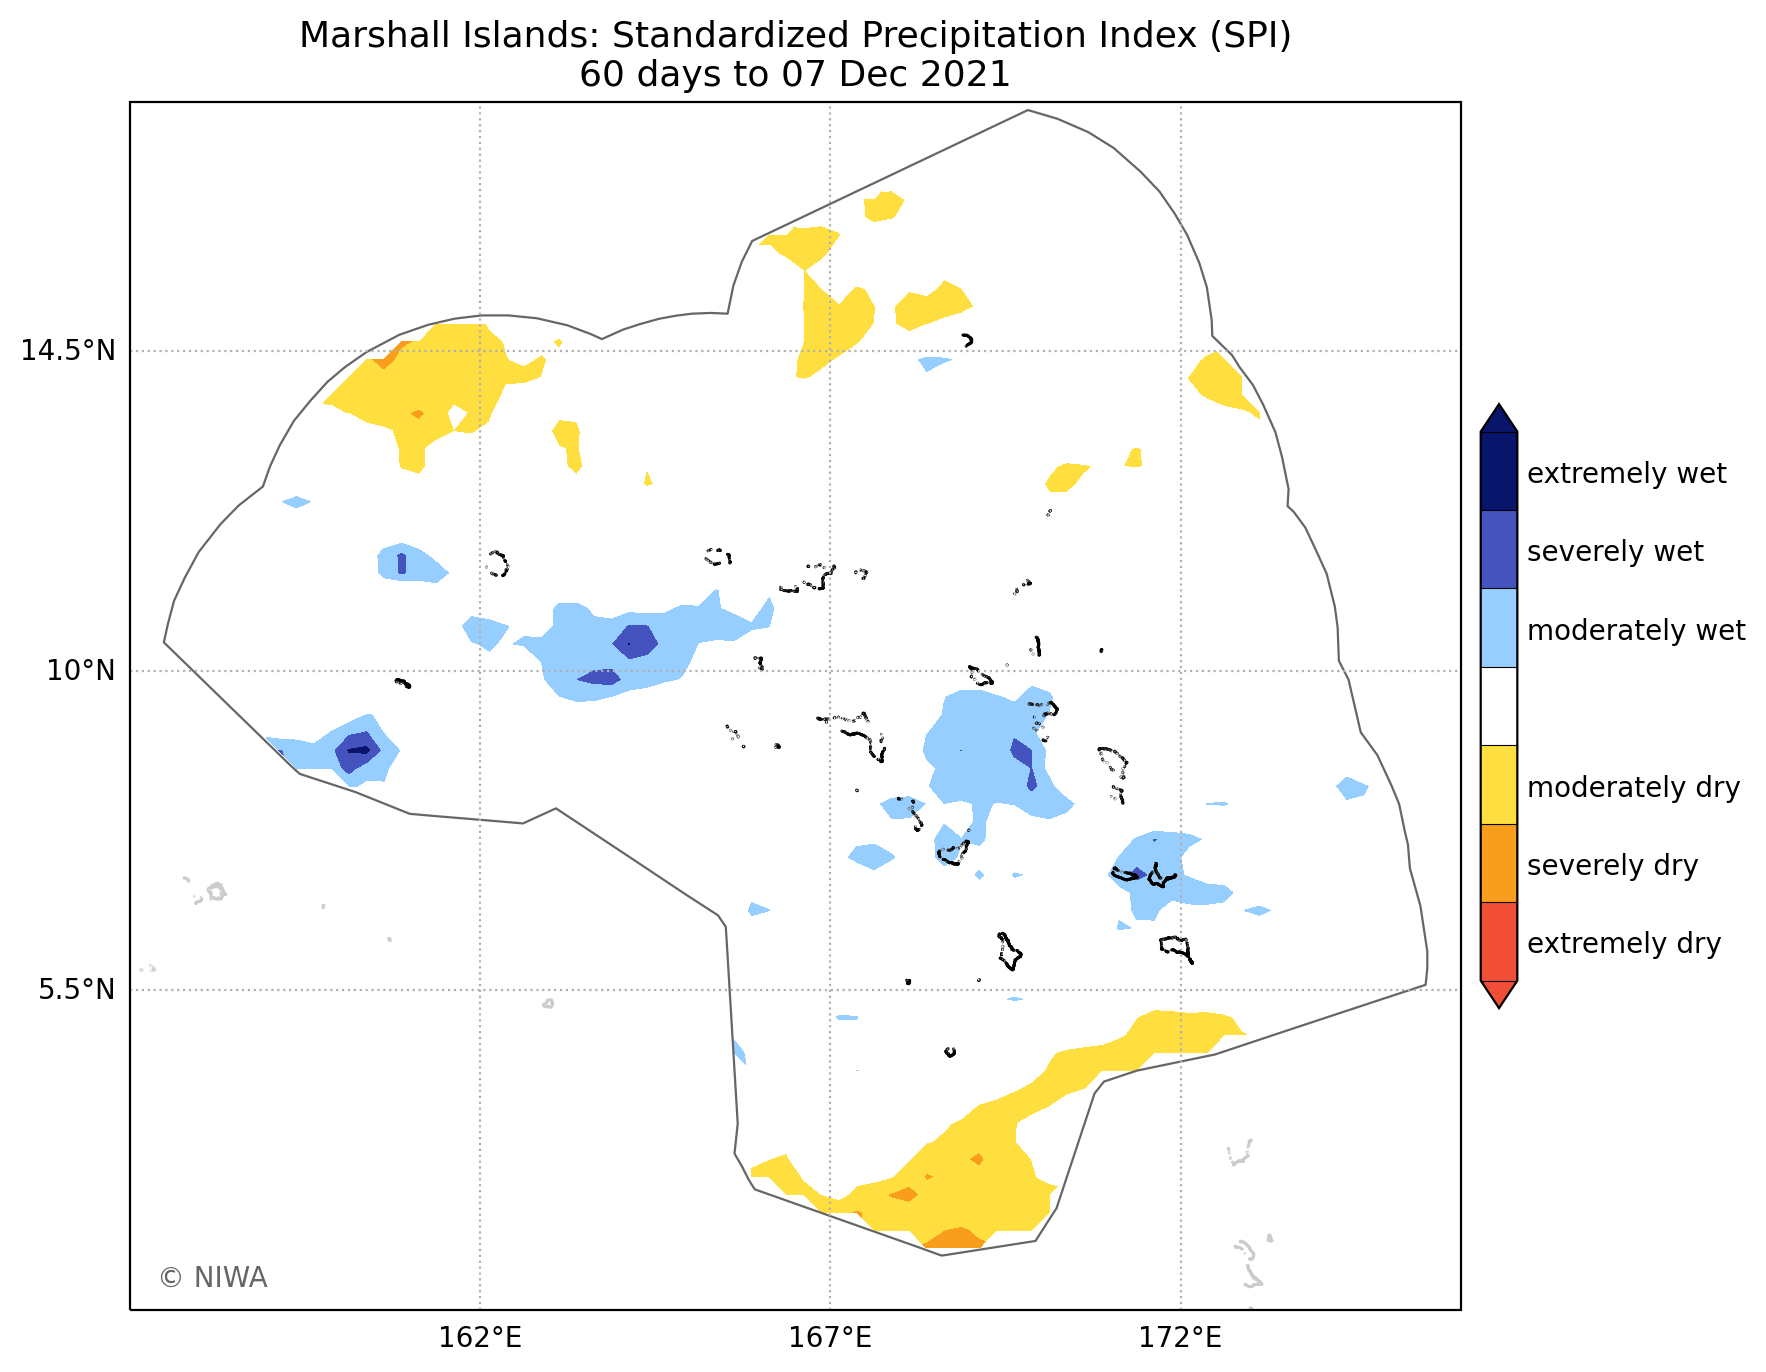 Marshall Islands: Standardized Precipitation Index (SPI)
60 days to 07 Dec 2021
14.5°N
10°N
5.5°N
162°E
167°E
172°E
extremely wet
severely wet
moderately wet
moderately dry
severely dry
extremely dry
© NIWA